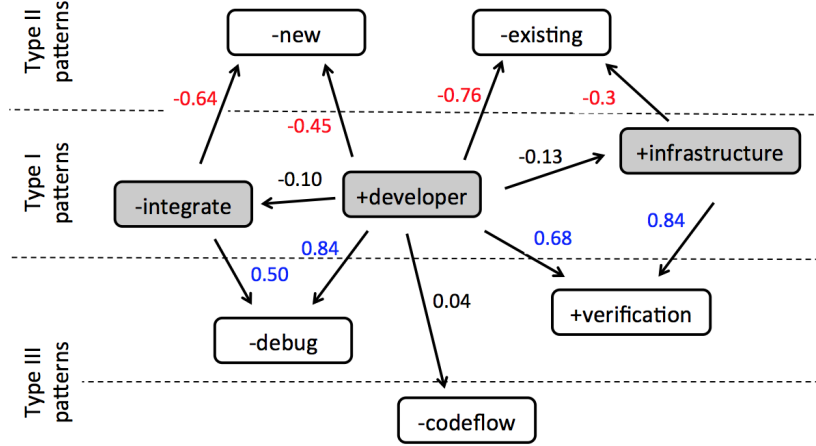 Type II
patterns
-new
-existing
-0.64
-0.45
-0.76
-0.3
Type I
patterns
-integrate
-0.10
+developer
-0.13
+infrastructure
0.50
0.84
0.68
0.84
0.04
Type III
patterns
-debug
+verification
-codeflow